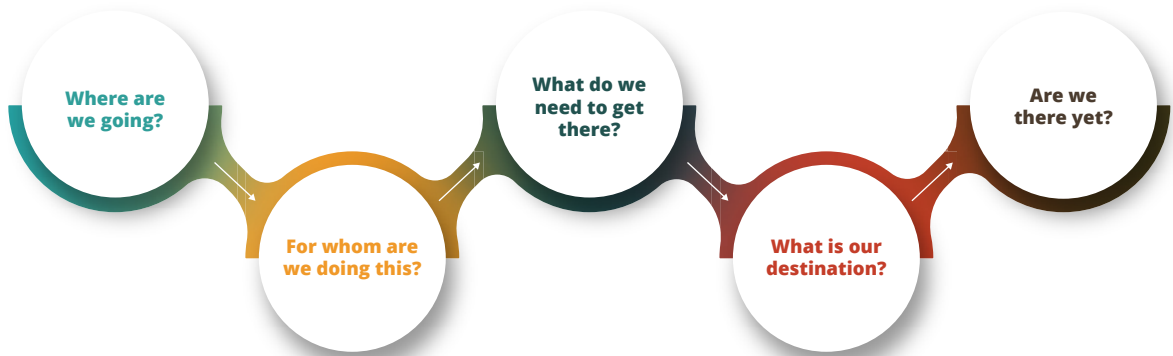 Where are
we going?
For whom are
we doing this?
What do we
need to get
there?
What is our
destination?
Are we
there yet?